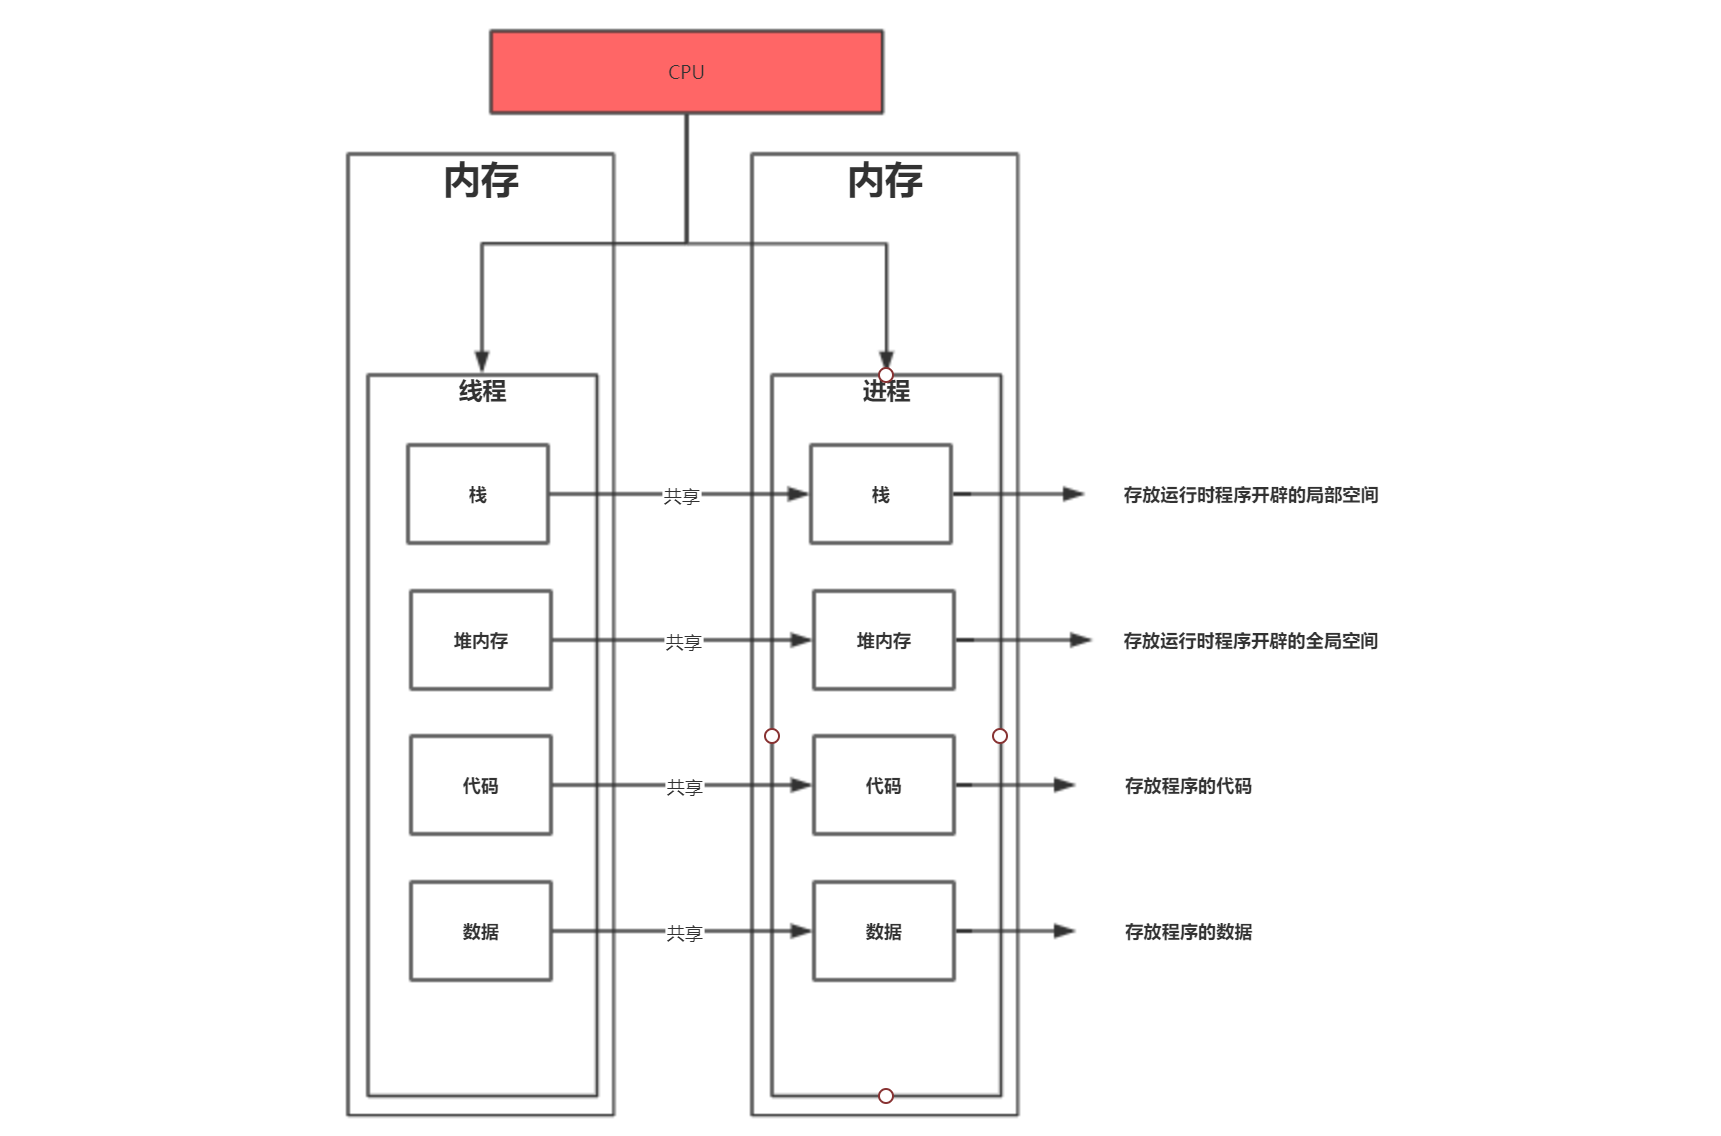 CPU
内存
内存
线程
进程
栈
共享
栈
存放运行时程序开辟的局部空间
堆内存
共享
堆内存
存放运行时程序开辟的全局空间
代码
共享
代码
存放程序的代码
数据
共享
数据
存放程序的数据